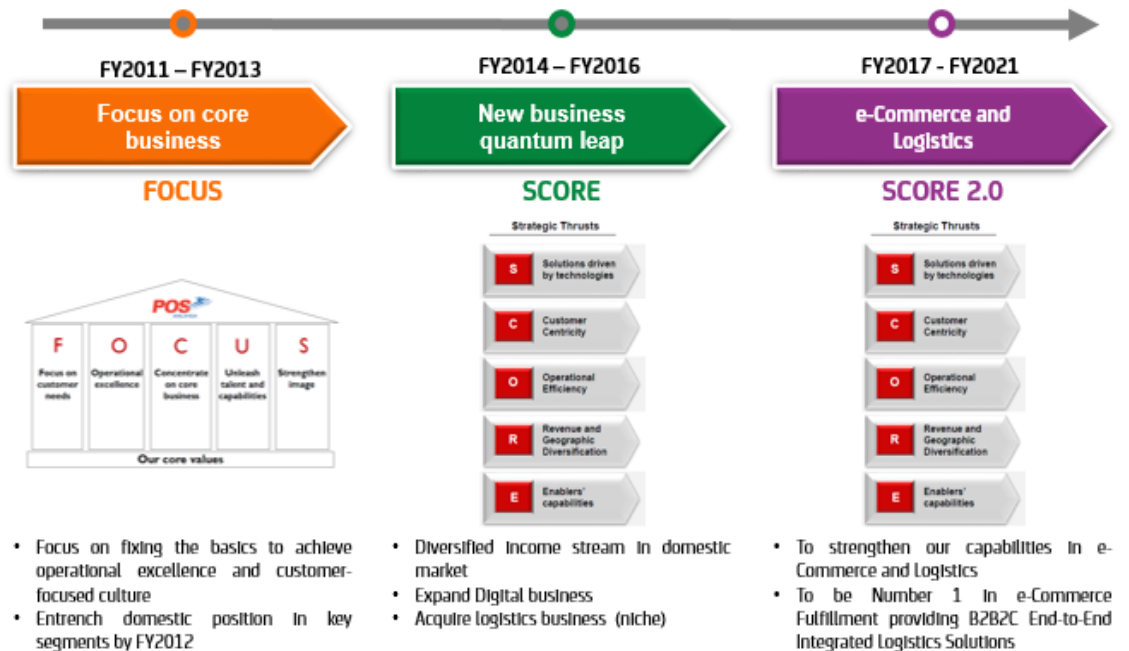 FY2011 – FY2013
Focus on core
business
FOCUS
POS
F
Focus on
customer
needs
O
Operational
excellence
C
Concentrate
on core
business
U
Unleash
talent and
capabilities
S
Strengthen
image
Our core values
• Focus on fixing the basics to achieve
operational excellence and customer-
focused culture
• Entrench domestic position in key
segments by FY2012
FY2014 – FY2016
New business
quantum leap
SCORE
Strategic Thrusts
S
Solutions driven
by technologies
C
Customer
Centricity
O
Operational
Efficiency
R
Revenue and
Geographic
Diversification
E
Enablers'
capabilities
• Diversified income stream in domestic
market
• Expand Digital business
• Acquire logistics business (niche)
FY2017 - FY2021
e-Commerce and
Logistics
SCORE 2.0
Strategic Thrusts
S
Solutions driven
by technologies
C
Customer
Centricity
O
Operational
Efficiency
R
Revenue and
Geographic
Diversification
E
Enablers'
capabilities
• To strengthen our capabilities in e-
Commerce and Logistics
• To be Number 1 in e-Commerce
Fulfillment providing B2B2C End-to-End
Integrated Logistics Solutions